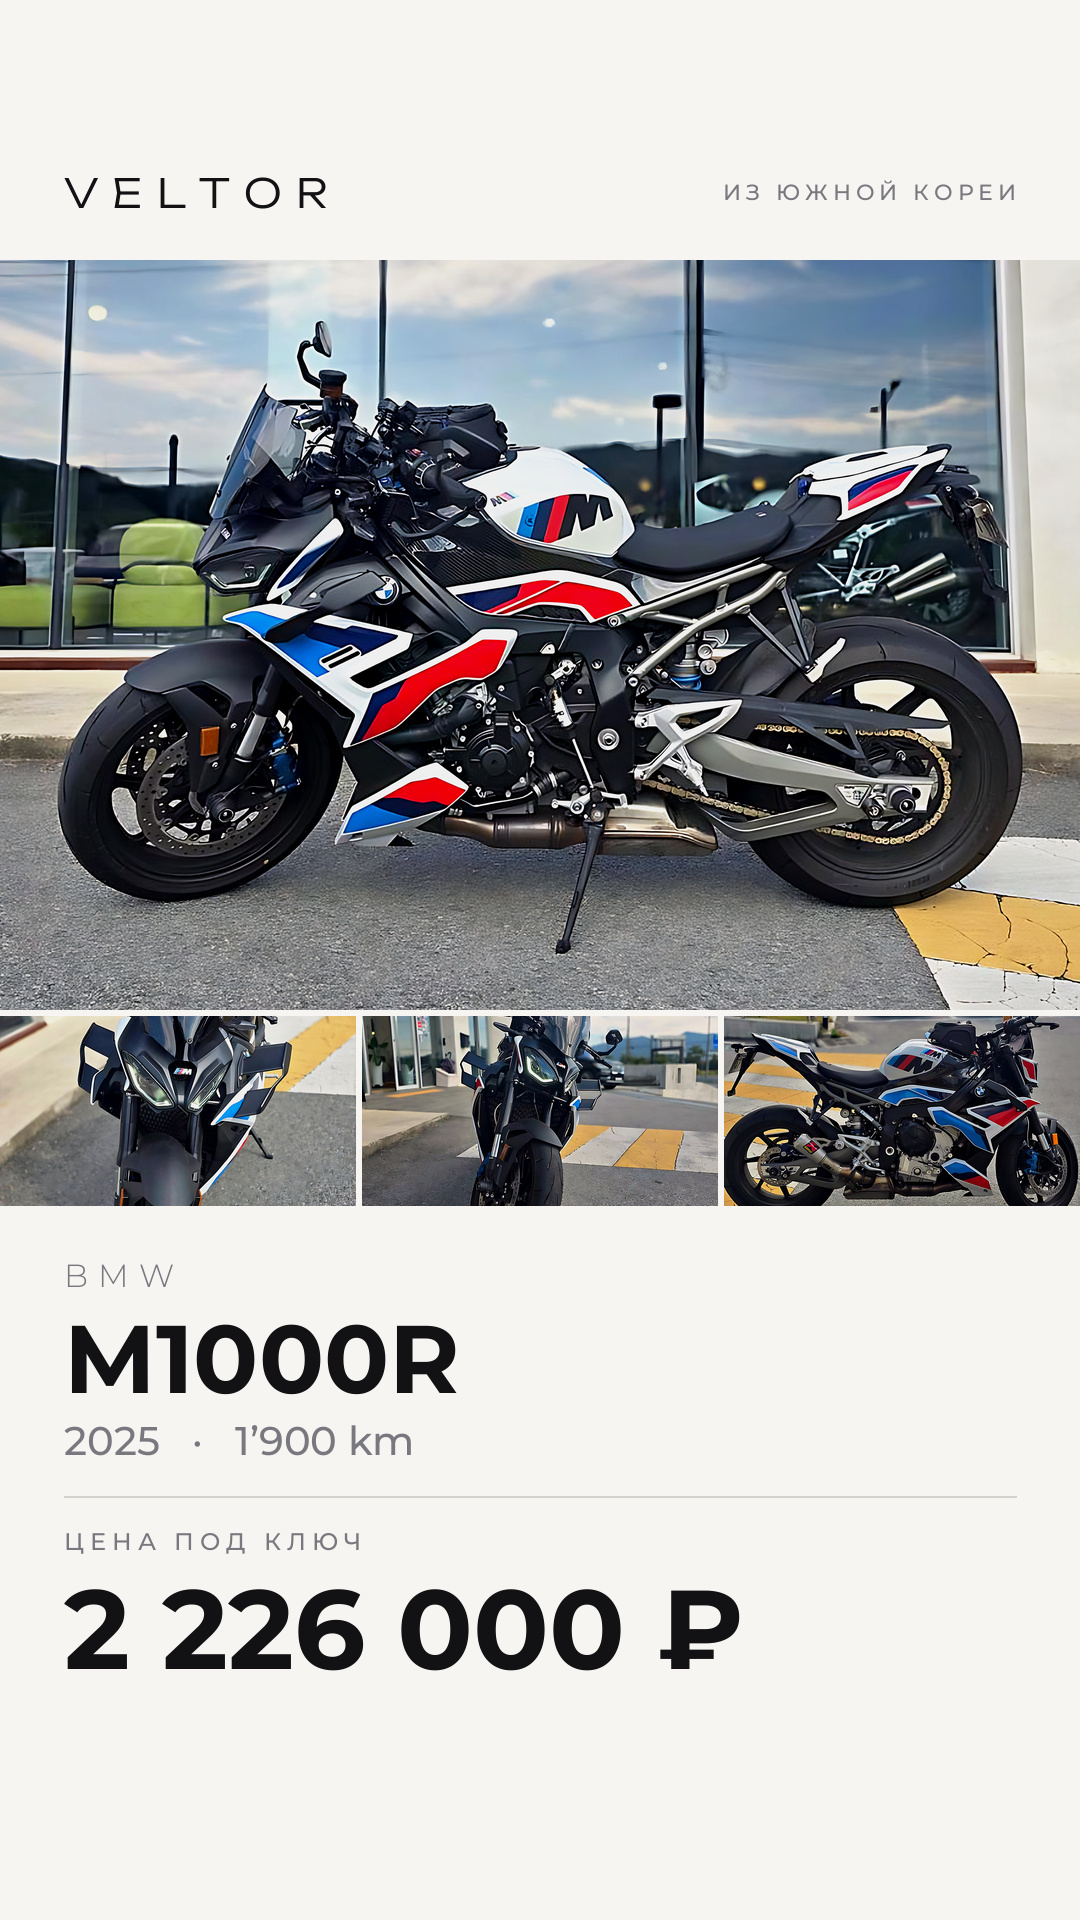 VELTOR
ИЗ ЮЖНОЙ КОРЕИ
M
M
BMW
M1000R
2025 · 1’900 km
ЦЕНА ПОД КЛЮЧ
2 226 000 ₽